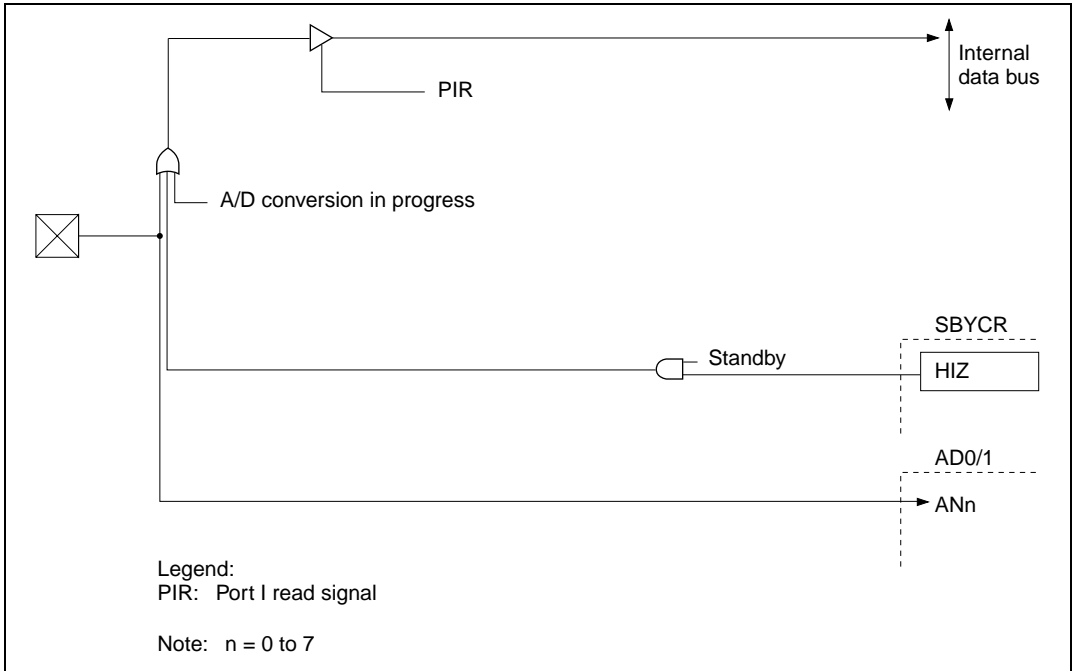 Internal
data bus
PIR
A/D conversion in progress
SBYCR
Standby
HIZ
AD0/1
ANn
Legend:
PIR: Port I read signal
Note: n = 0 to 7